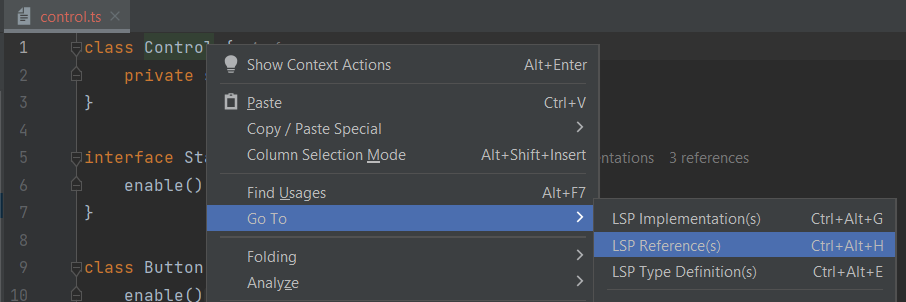 control.ts
1 class Control {
Show Context Actions Alt+Enter
2 private
Paste Ctrl+V
3 }
Copy / Paste Special
4
Column Selection Mode Alt+Shift+Insert
5 interface Sta entations 3 references
6 enable()
Find Usages Alt+F7
7 }
Go To
LSP Implementation(s) Ctrl+Alt+G
8
LSP Reference(s) Ctrl+Alt+H
Folding
9 class Button
LSP Type Definition(s) Ctrl+Alt+E
Analyze
10 enable()